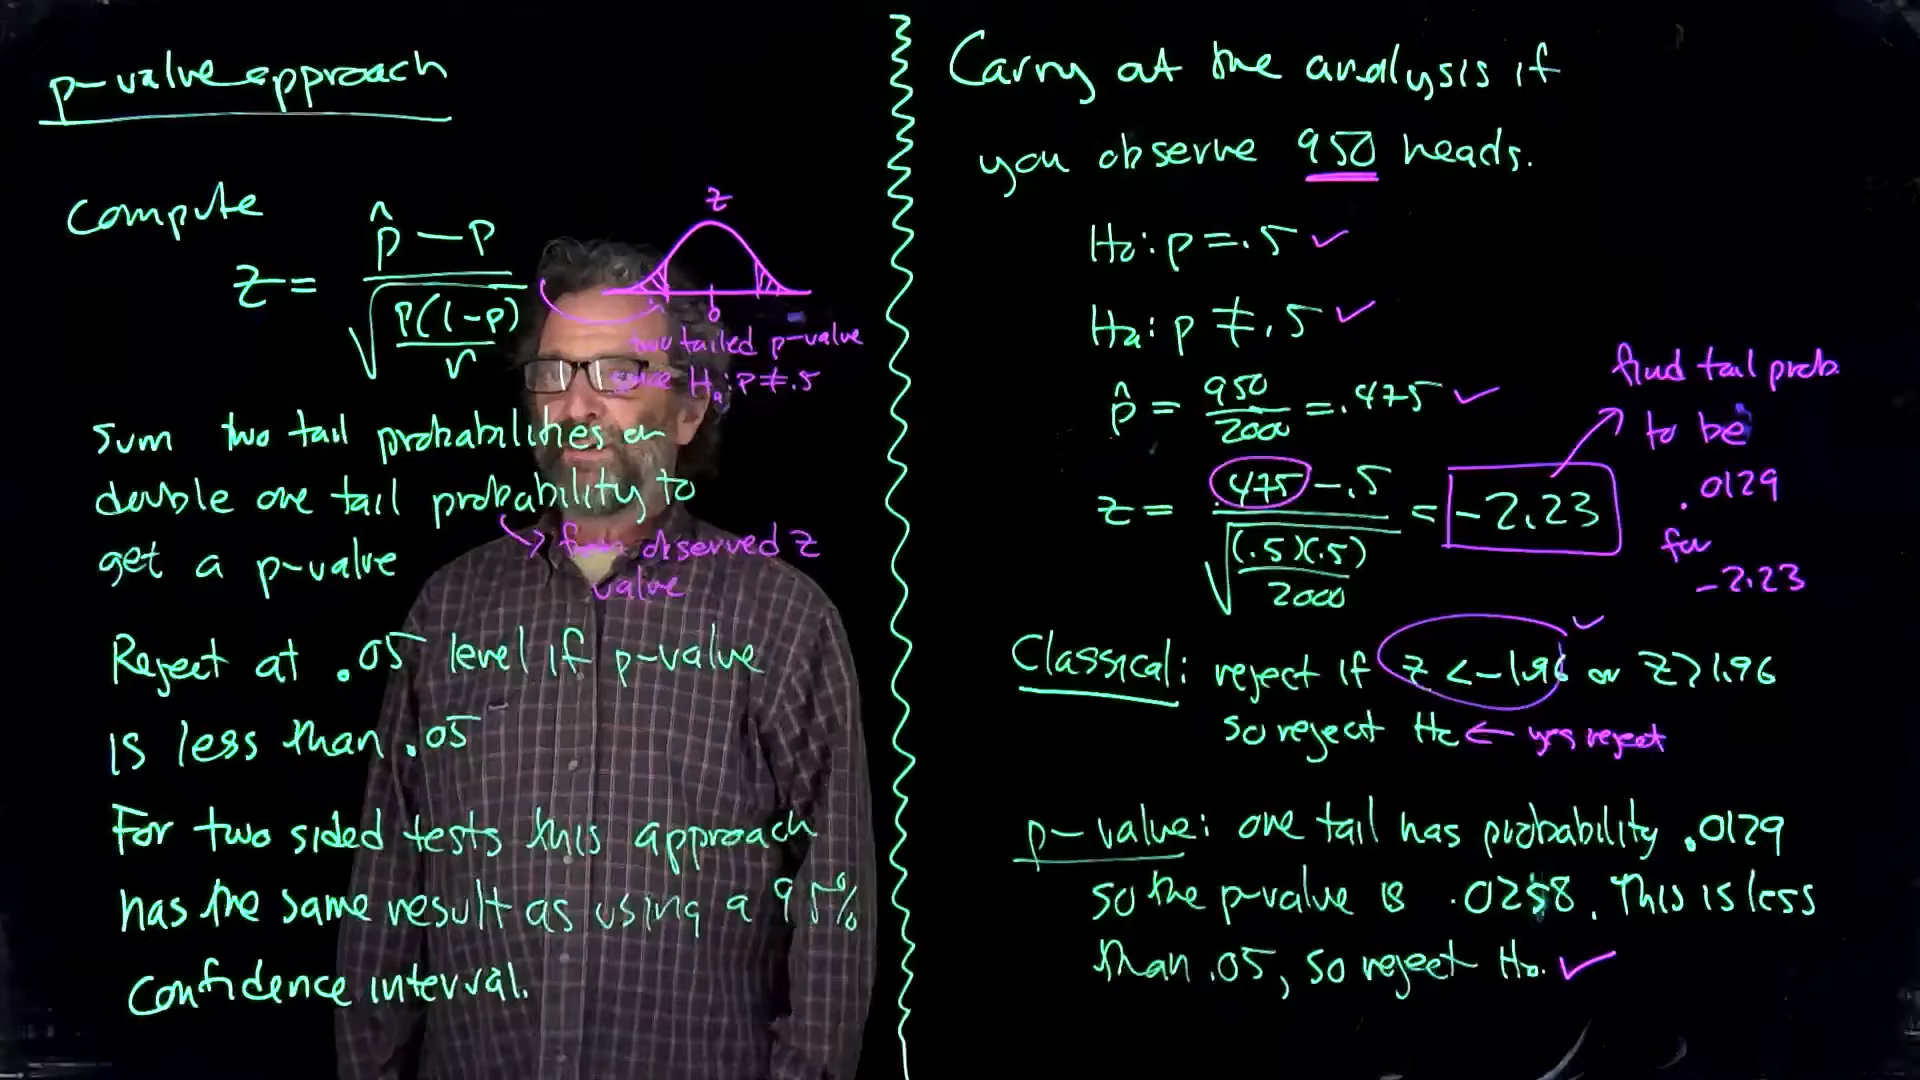 p-value approach
Compute
z = p̂ - p / √(p(1-p)/n)
z
0
two tailed p-value
since Ha: p ≠ .5
Sum two tail probabilities or
double one tail probability to
get a p-value
→ from observed z
value
Reject at .05 level if p-value
is less than .05
For two sided tests this approach
has the same result as using a 95%
confidence interval.
Carry at the analysis if
you observe 950 heads.
Ho: p = .5 ✓
Ha: p ≠ .5 ✓
p̂ = 950/2000 = .475 ✓
z = .475 - .5 / √((.5)(.5)/2000) = -2.23
find tail prob.
to be
.0129
for
-2.23
Classical: reject if z < -1.96 or z > 1.96 ✓
so reject Ho ← yes reject
p-value: one tail has probability .0129
so the p-value is .0258. This is less
than .05, so reject Ho. ✓